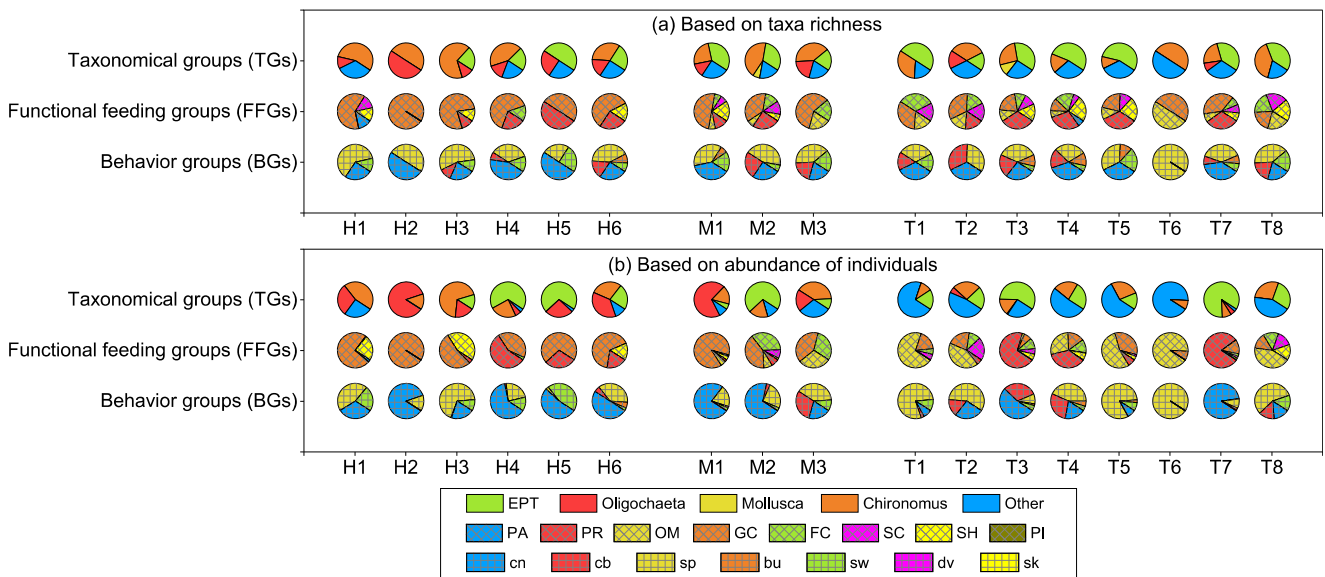 (a) Based on taxa richness
Taxonomical groups (TGs)
Functional feeding groups (FFGs)
Behavior groups (BGs)
H1 H2 H3 H4 H5 H6 M1 M2 M3 T1 T2 T3 T4 T5 T6 T7 T8
(b) Based on abundance of individuals
Taxonomical groups (TGs)
Functional feeding groups (FFGs)
Behavior groups (BGs)
H1 H2 H3 H4 H5 H6 M1 M2 M3 T1 T2 T3 T4 T5 T6 T7 T8
EPT Oligochaeta Mollusca Chironomus Other
PA PR OM GC FC SC SH PI
cn cb sp bu sw dv sk